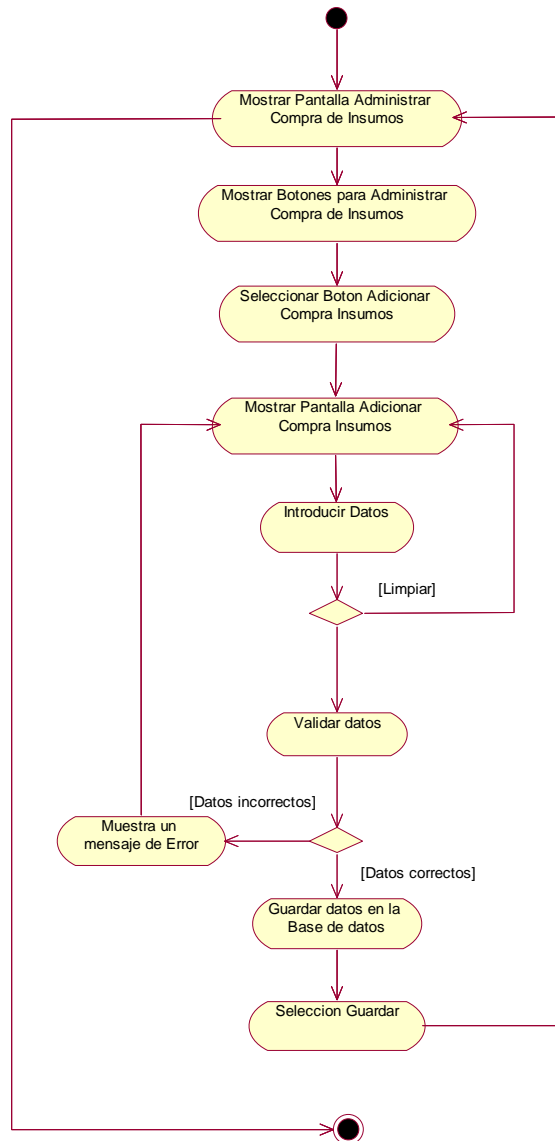 Mostrar Pantalla Administrar
Compra de Insumos
Mostrar Botones para Administrar
Compra de Insumos
Seleccionar Boton Adicionar
Compra Insumos
Mostrar Pantalla Adicionar
Compra Insumos
Introducir Datos
[Limpiar]
Validar datos
[Datos incorrectos]
Muestra un
mensaje de Error
[Datos correctos]
Guardar datos en la
Base de datos
Seleccion Guardar